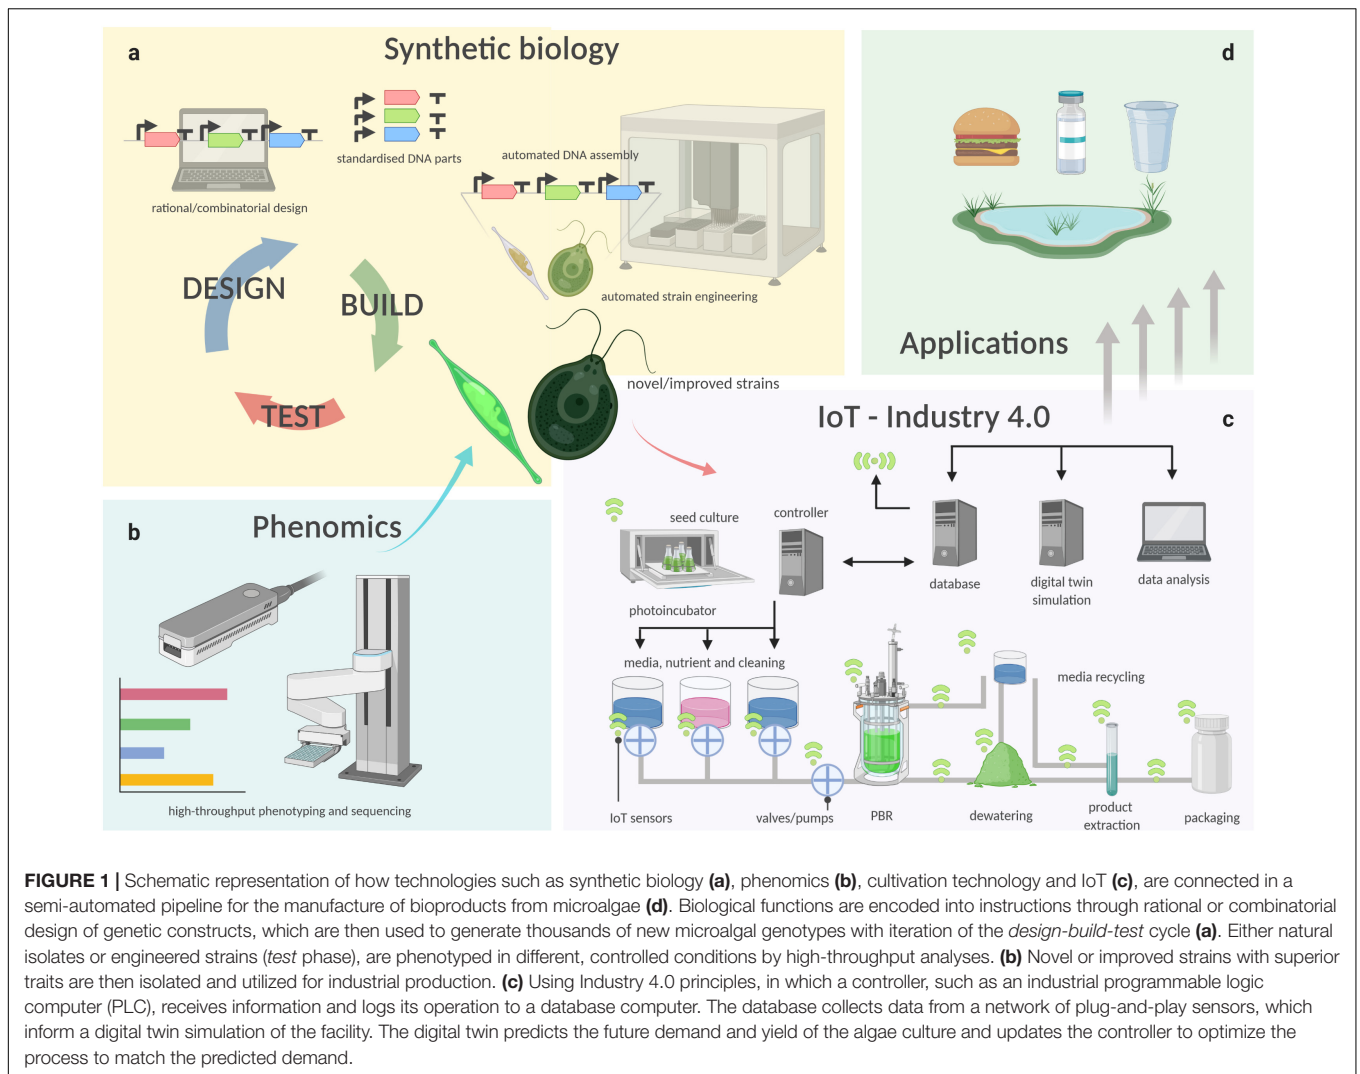 a
Synthetic biology
rational/combinatorial design
standardised DNA parts
automated DNA assembly
automated strain engineering
DESIGN
BUILD
TEST
novel/improved strains
d
Applications
b
Phenomics
high-throughput phenotyping and sequencing
IoT - Industry 4.0
c
seed culture
controller
photoincubator
database
digital twin
simulation
data analysis
media, nutrient and cleaning
media recycling
IoT sensors
valves/pumps
PBR
dewatering
product
extraction
packaging
FIGURE 1 | Schematic representation of how technologies such as synthetic biology (a), phenomics (b), cultivation technology and IoT (c), are connected in a
semi-automated pipeline for the manufacture of bioproducts from microalgae (d). Biological functions are encoded into instructions through rational or combinatorial
design of genetic constructs, which are then used to generate thousands of new microalgal genotypes with iteration of the design-build-test cycle (a). Either natural
isolates or engineered strains (test phase), are phenotyped in different, controlled conditions by high-throughput analyses. (b) Novel or improved strains with superior
traits are then isolated and utilized for industrial production. (c) Using Industry 4.0 principles, in which a controller, such as an industrial programmable logic
computer (PLC), receives information and logs its operation to a database computer. The database collects data from a network of plug-and-play sensors, which
inform a digital twin simulation of the facility. The digital twin predicts the future demand and yield of the algae culture and updates the controller to optimize the
process to match the predicted demand.